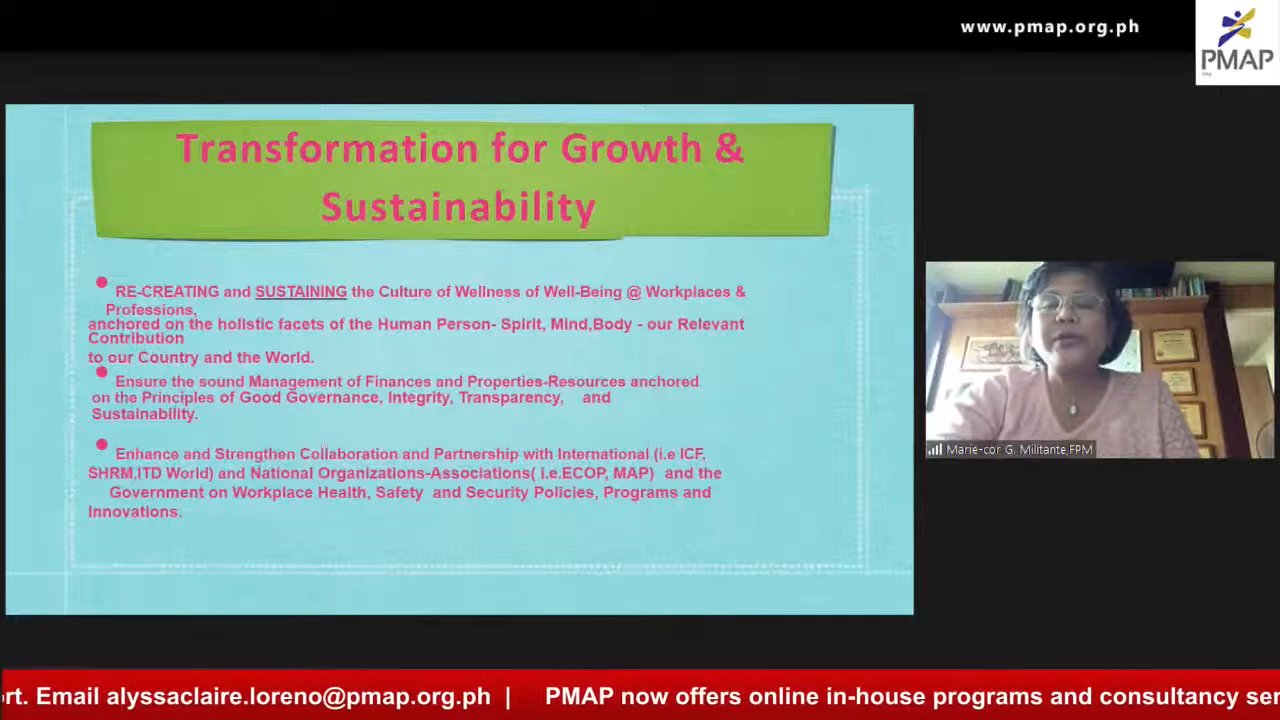 www.pmap.org.ph
PMAP
Transformation for Growth &
Sustainability
RE-CREATING and SUSTAINING the Culture of Wellness of Well-Being @ Workplaces &
Professions,
anchored on the holistic facets of the Human Person- Spirit, Mind,Body - our Relevant
Contribution
to our Country and the World.
Ensure the sound Management of Finances and Properties-Resources anchored
on the Principles of Good Governance, Integrity, Transparency, and
Sustainability.
Enhance and Strengthen Collaboration and Partnership with International (i.e ICF,
SHRM,ITD World) and National Organizations-Associations( i.e.ECOP, MAP) and the
Government on Workplace Health, Safety and Security Policies, Programs and
Innovations.
Marie-cor G. Militante,FPM
rt. Email alyssaclaire.loreno@pmap.org.ph | PMAP now offers online in-house programs and consultancy ser